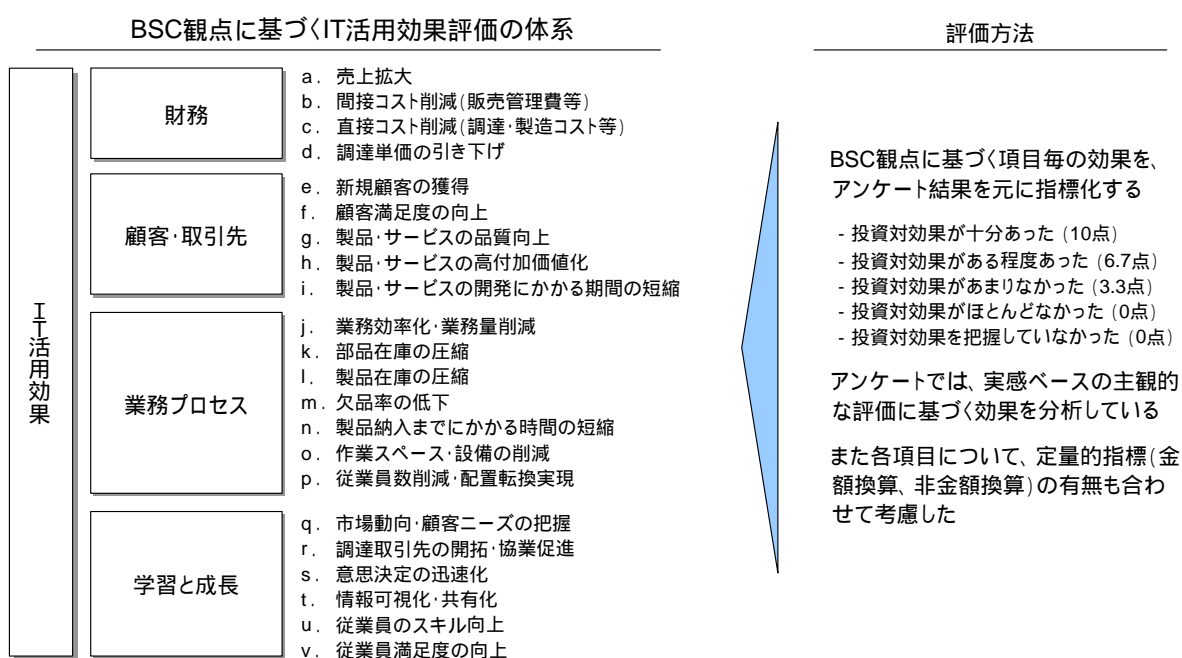 BSC観点に基づくIT活用効果評価の体系
IT活用効果
財務
a. 売上拡大
b. 間接コスト削減(販売管理費等)
c. 直接コスト削減(調達・製造コスト等)
d. 調達単価の引き下げ
顧客・取引先
e. 新規顧客の獲得
f. 顧客満足度の向上
g. 製品・サービスの品質向上
h. 製品・サービスの高付加価値化
i. 製品・サービスの開発にかかる期間の短縮
業務プロセス
j. 業務効率化・業務量削減
k. 部品在庫の圧縮
l. 製品在庫の圧縮
m. 欠品率の低下
n. 製品納入までにかかる時間の短縮
o. 作業スペース・設備の削減
p. 従業員数削減・配置転換実現
学習と成長
q. 市場動向・顧客ニーズの把握
r. 調達取引先の開拓・協業促進
s. 意思決定の迅速化
t. 情報可視化・共有化
u. 従業員のスキル向上
v. 従業員満足度の向上
評価方法
BSC観点に基づく項目毎の効果を、
アンケート結果を元に指標化する
- 投資対効果が十分あった (10点)
- 投資対効果がある程度あった (6.7点)
- 投資対効果があまりなかった (3.3点)
- 投資対効果がほとんどなかった (0点)
- 投資対効果を把握していなかった (0点)
アンケートでは、実感ベースの主観的
な評価に基づく効果を分析している
また各項目について、定量的指標(金
額換算、非金額換算)の有無も合わ
せて考慮した